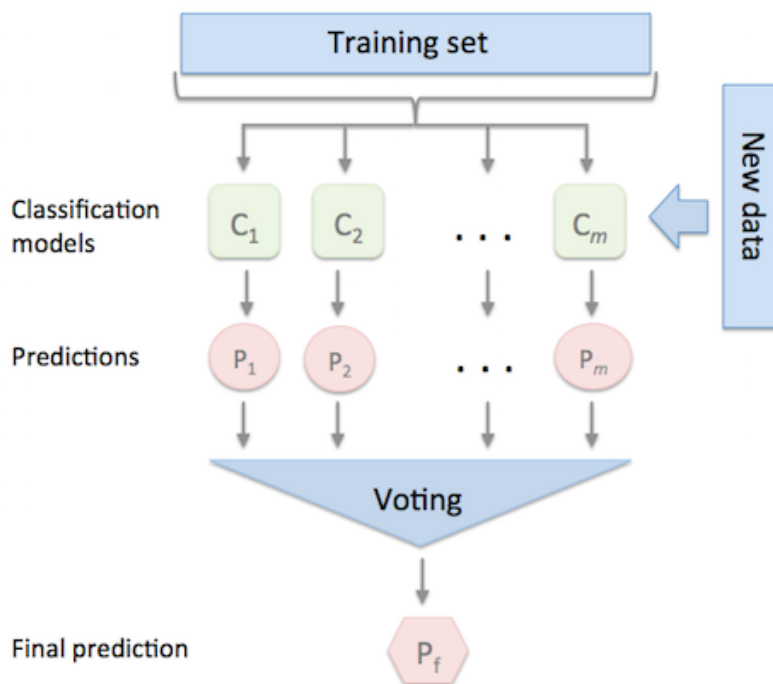 Training set
New data
Classification
models
C1 C2 . . . Cm
Predictions
P1 P2 . . . Pm
Voting
Final prediction
Pf